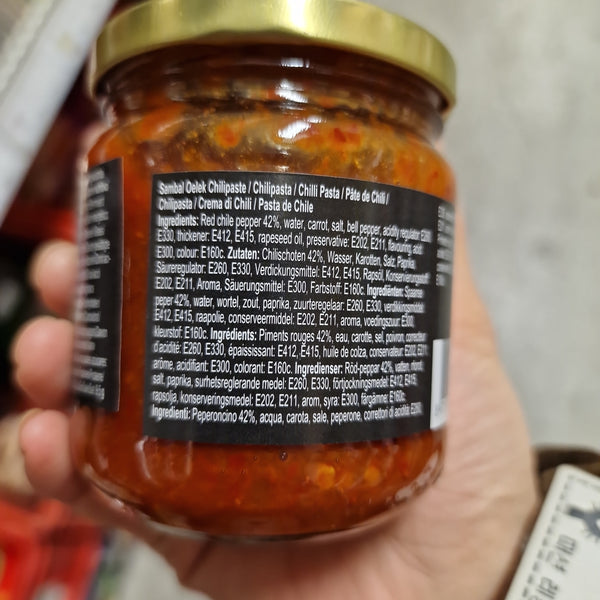 Sambal Oelek Chilipaste / Chilipasta / Chilli Pasta / Pâte de Chili /
Chilipasta / Crema di Chili / Pasta de Chile
Ingredients: Red chile pepper 42%, water, carrot, salt, bell pepper, acidity regulator: E260,
E330, thickener: E412, E415, rapeseed oil, preservative: E202, E211, flavouring, acid:
E300, colour: E160c. Zutaten: Chilischoten 42%, Wasser, Karotten, Salz, Paprika,
Säureregulator: E260, E330, Verdickungsmittel: E412, E415, Rapsöl, Konservierungsstoff:
E202, E211, Aroma, Säuerungsmittel: E300, Farbstoff: E160c. Ingrediënten: Spaanse
peper 42%, water, wortel, zout, paprika, zuurteregelaar: E260, E330, verdikkingsmiddel:
E412, E415, raapolie, conserveermiddel: E202, E211, aroma, voedingszuur: E300,
kleurstof: E160c. Ingrédients: Piments rouges 42%, eau, carotte, sel, poivron, correcteur
d'acidité: E260, E330, épaississant: E412, E415, huile de colza, conservateur: E202, E211,
arôme, acidifiant: E300, colorant: E160c. Ingredienser: Röd-peppar 42%, vatten, morot,
salt, paprika, surhetsreglerande medel: E260, E330, förtjockningsmedel: E412, E415,
rapsolja, konserveringsmedel: E202, E211, arom, syra: E300, färgämne: E160c.
Ingredienti: Peperoncino 42%, acqua, carota, sale, peperone, correttori di acidità: E260,